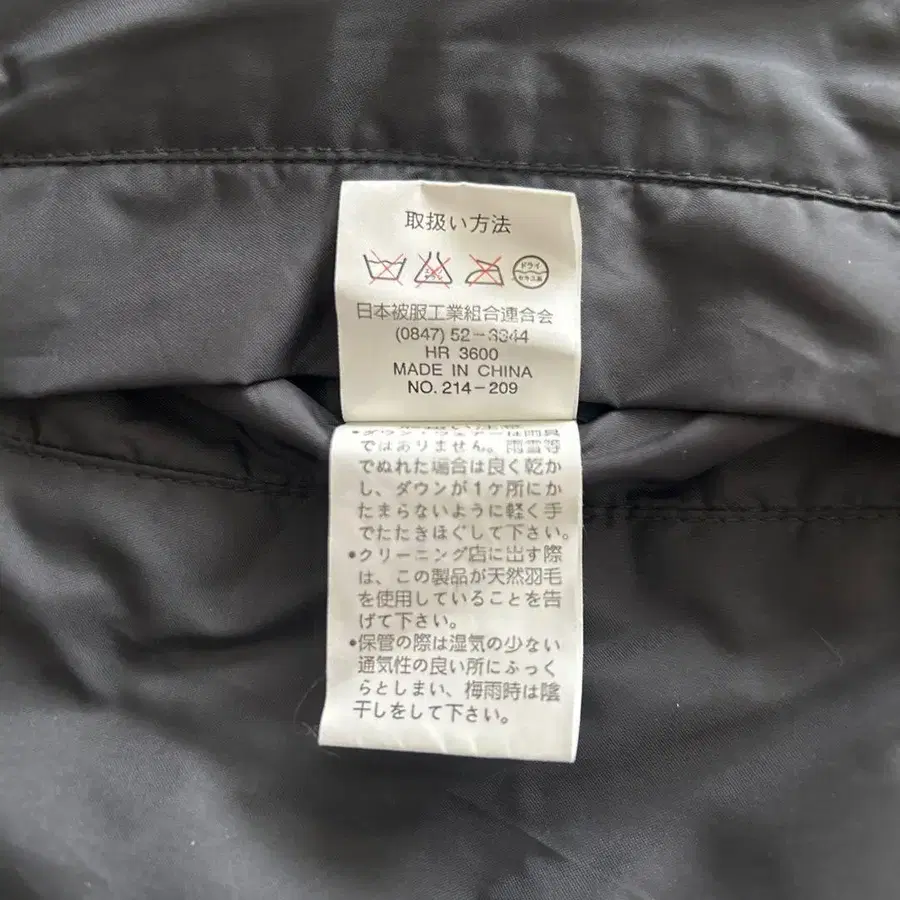 取扱い方法
ドライ
セキユ系
日本被服工業組合連合会
(0847) 52-3344
HR 3600
MADE IN CHINA
NO. 214-209
ではありません。雨雪等
でぬれた場合は良く乾か
し、ダウンが1ケ所にか
たまらないように軽く手
でたたきほぐして下さい。
•クリーニング店に出す際
は、この製品が天然羽毛
を使用していることを告
げて下さい。
•保管の際は湿気の少ない
通気性の良い所にふっく
らとしまい、梅雨時は陰
干しをして下さい。